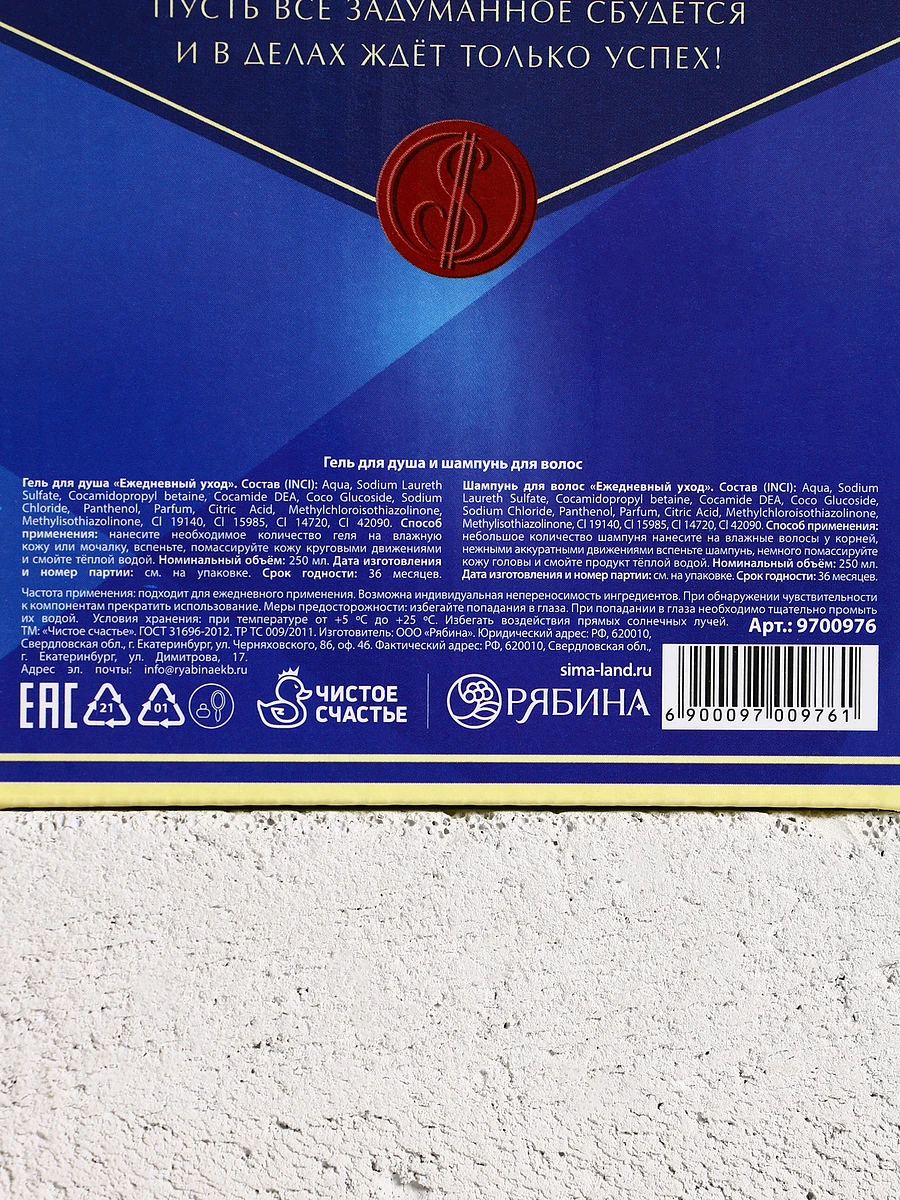 ПУСТЬ ВСЁ ЗАДУМАННОЕ СБУДЕТСЯ
И В ДЕЛАХ ЖДЁТ ТОЛЬКО УСПЕХ!
Гель для душа и шампунь для волос
Гель для душа «Ежедневный уход». Состав (INCI): Aqua, Sodium Laureth
Sulfate, Cocamidopropyl betaine, Cocamide DEA, Coco Glucoside, Sodium
Chloride, Panthenol, Parfum, Citric Acid, Methylchloroisothiazolinone,
Methylisothiazolinone, Cl 19140, Cl 15985, Cl 14720, Cl 42090. Способ
применения: нанесите необходимое количество геля на влажную
кожу или мочалку, вспеньте, помассируйте кожу круговыми движениями
и смойте тёплой водой. Номинальный объём: 250 мл. Дата изготовления
и номер партии: см. на упаковке. Срок годности: 36 месяцев.
Шампунь для волос «Ежедневный уход». Состав (INCI): Aqua, Sodium
Laureth Sulfate, Cocamidopropyl betaine, Cocamide DEA, Coco Glucoside,
Sodium Chloride, Panthenol, Parfum, Citric Acid, Methylchloroisothiazolinone,
Methylisothiazolinone, Cl 19140, Cl 15985, Cl 14720, Cl 42090. Способ применения:
небольшое количество шампуня нанесите на влажные волосы у корней,
нежными аккуратными движениями вспеньте шампунь, немного помассируйте
кожу головы и смойте продукт тёплой водой. Номинальный объём: 250 мл.
Дата изготовления и номер партии: см. на упаковке. Срок годности: 36 месяцев.
Частота применения: подходит для ежедневного применения. Возможна индивидуальная непереносимость ингредиентов. При обнаружении чувствительности
к компонентам прекратить использование. Меры предосторожности: избегайте попадания в глаза. При попадании в глаза необходимо тщательно промыть
их водой. Условия хранения: при температуре от +5 ºС до +25 ºС. Избегать воздействия прямых солнечных лучей.
Арт.: 9700976
ТМ: «Чистое счастье». ГОСТ 31696-2012. ТР ТС 009/2011. Изготовитель: ООО «Рябина». Юридический адрес: РФ, 620010,
Свердловская обл., г. Екатеринбург, ул. Черняховского, 86, оф. 46. Фактический адрес: РФ, 620010, Свердловская обл.,
г. Екатеринбург, ул. Димитрова, 17.
Адрес эл. почты: info@ryabinaekb.ru
sima-land.ru
EAC
21
01
ЧИСТОЕ
СЧАСТЬЕ
РЯБИНА
6 900097 009761